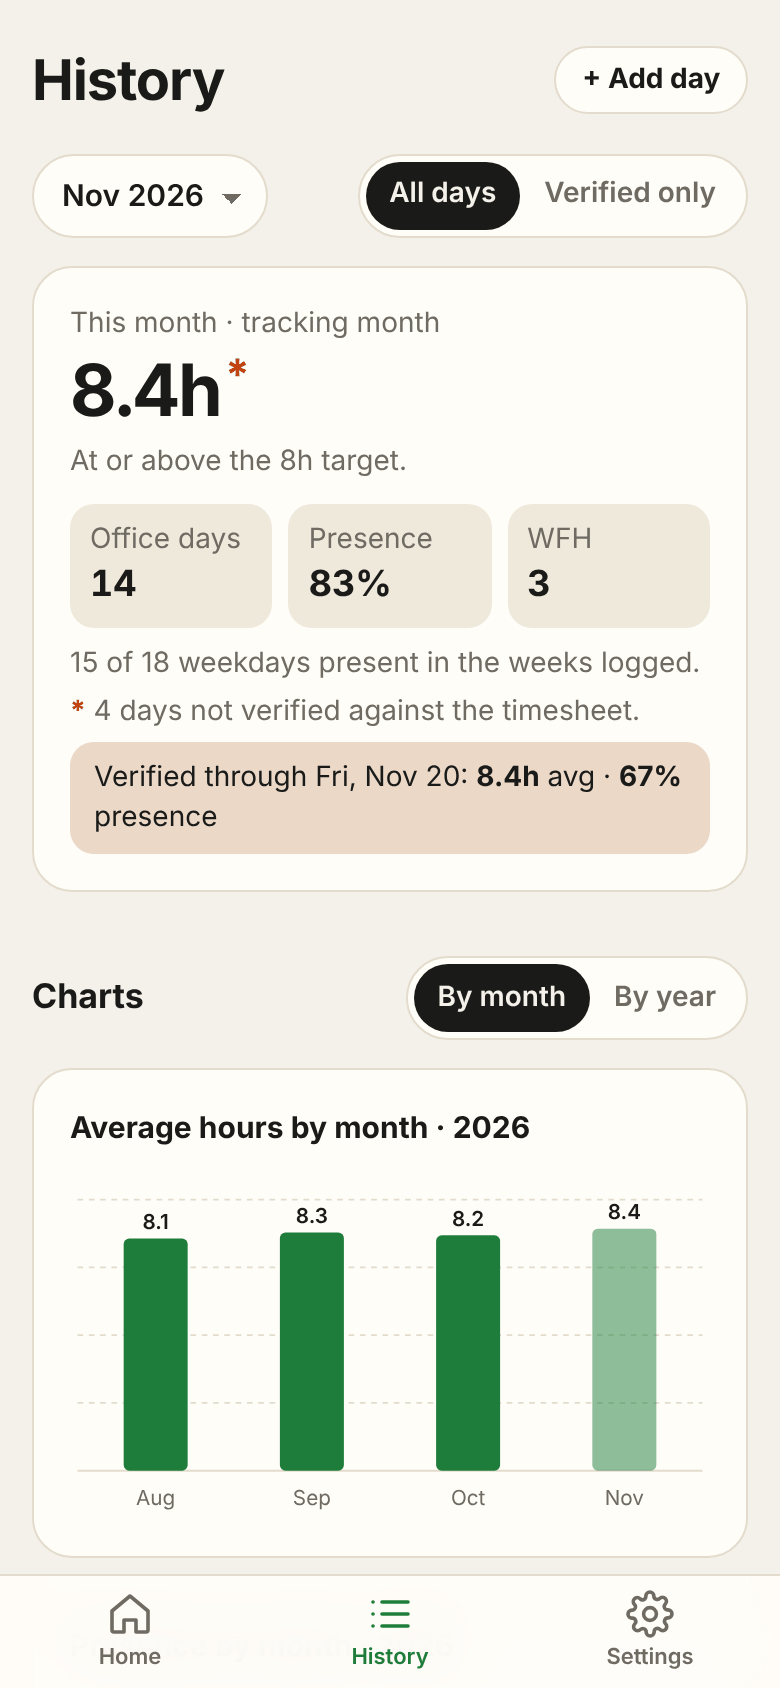 History
+ Add day
Nov 2026
All days
Verified only
This month · tracking month
8.4h*
At or above the 8h target.
Office days
14
Presence
83%
WFH
3
15 of 18 weekdays present in the weeks logged.
* 4 days not verified against the timesheet.
Verified through Fri, Nov 20: 8.4h avg · 67%
presence
Charts
By month
By year
Average hours by month · 2026
8.1
8.3
8.2
8.4
Aug
Sep
Oct
Nov
Home
History
Settings